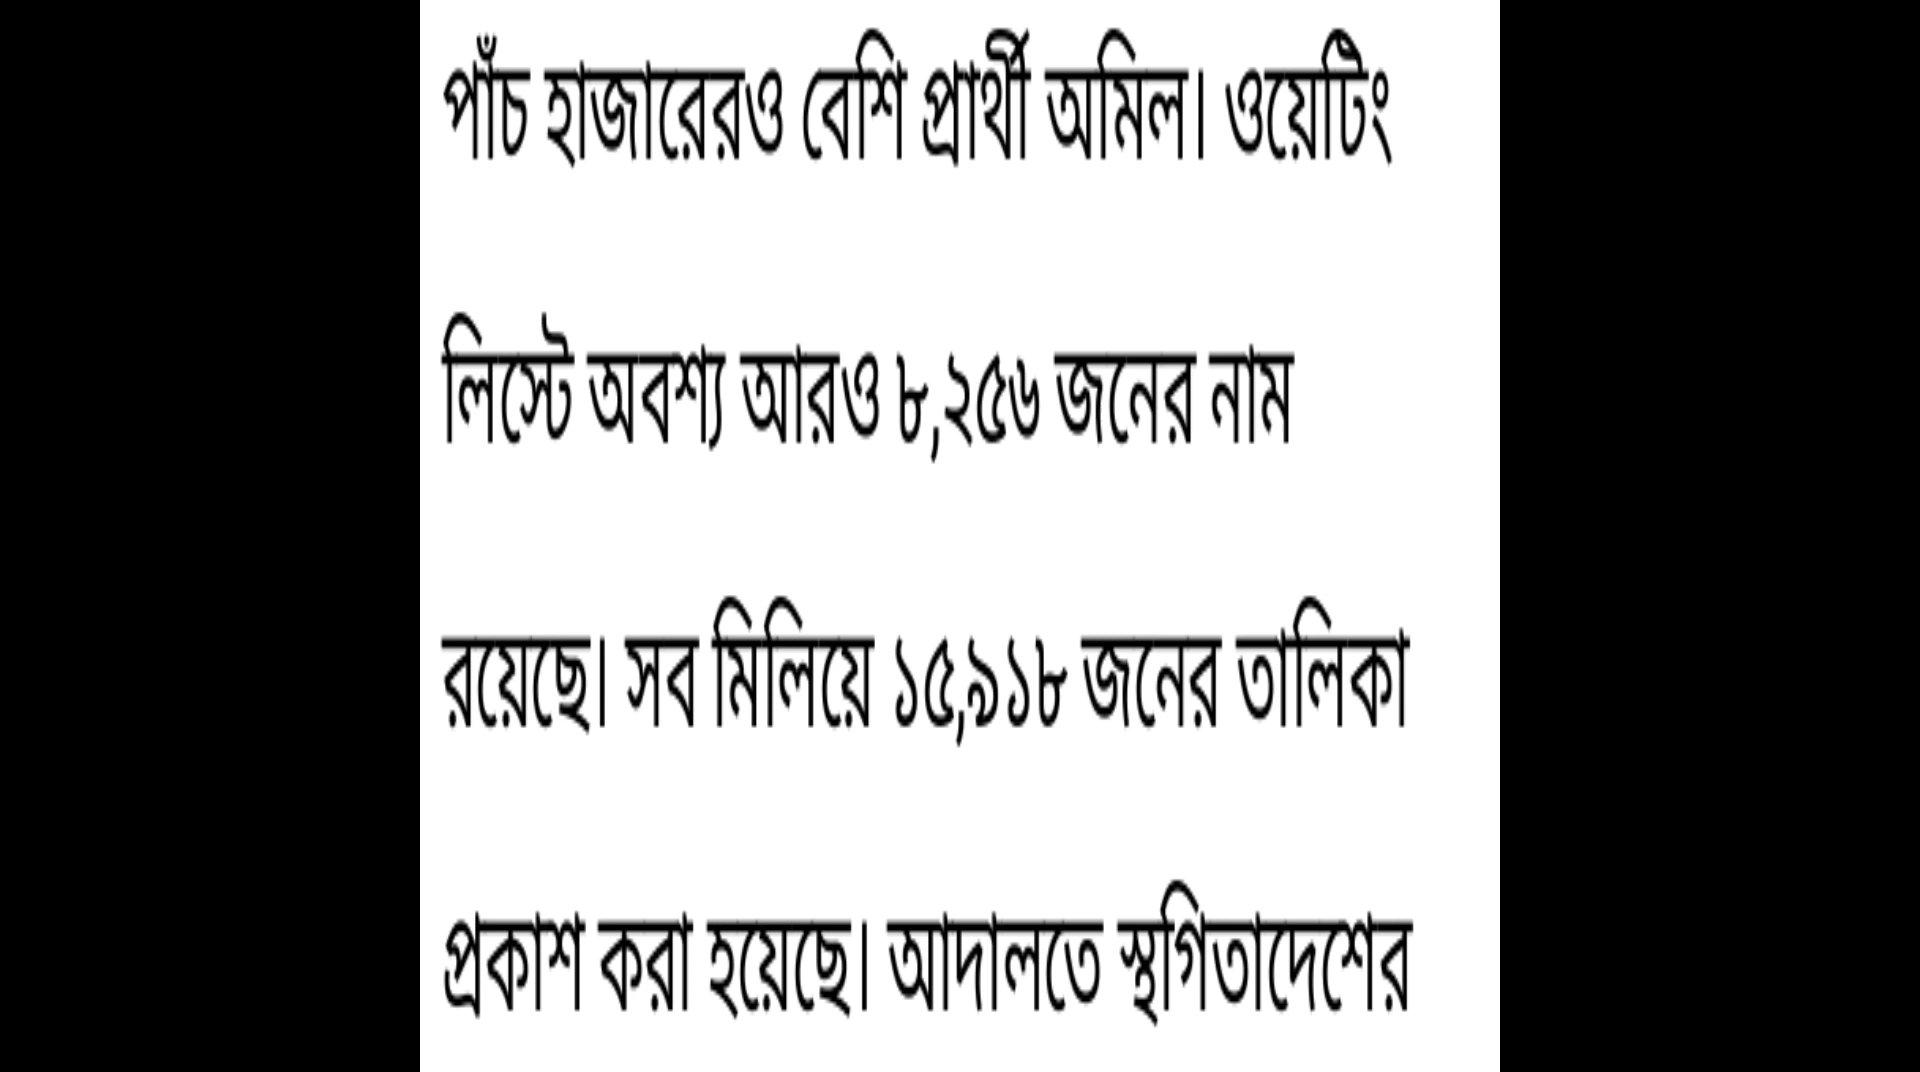 পাঁচ হাজারেরও বেশি প্রার্থী অমিল। ওয়েটিং
লিস্টে অবশ্য আরও ৮,২৫৬ জনের নাম
রয়েছে। সব মিলিয়ে ১৫,৯১৮ জনের তালিকা
প্রকাশ করা হয়েছে। আদালতে স্থগিতাদেশের